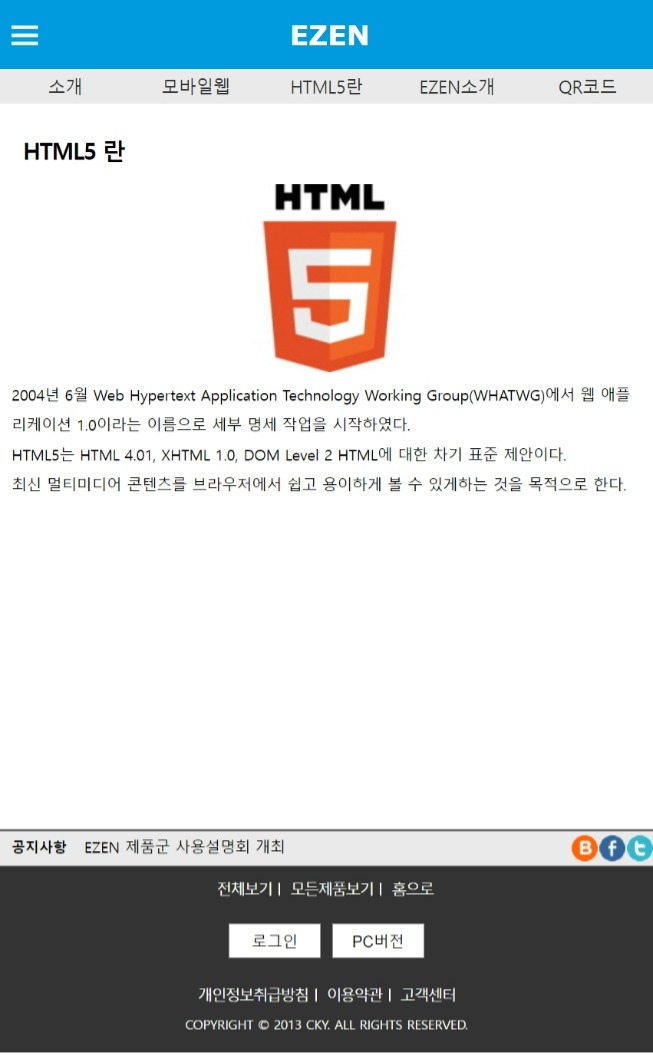 EZEN
소개 모바일웹 HTML5란 EZEN소개 QR코드
HTML5 란
HTML
5
2004년 6월 Web Hypertext Application Technology Working Group(WHATWG)에서 웹 애플
리케이션 1.0이라는 이름으로 세부 명세 작업을 시작하였다.
HTML5는 HTML 4.01, XHTML 1.0, DOM Level 2 HTML에 대한 차기 표준 제안이다.
최신 멀티미디어 콘텐츠를 브라우저에서 쉽고 용이하게 볼 수 있게하는 것을 목적으로 한다.
공지사항 EZEN 제품군 사용설명회 개최 B f t
전체보기 | 모든제품보기 | 홈으로
로그인 PC버전
개인정보취급방침 | 이용약관 | 고객센터
COPYRIGHT © 2013 CKY. ALL RIGHTS RESERVED.